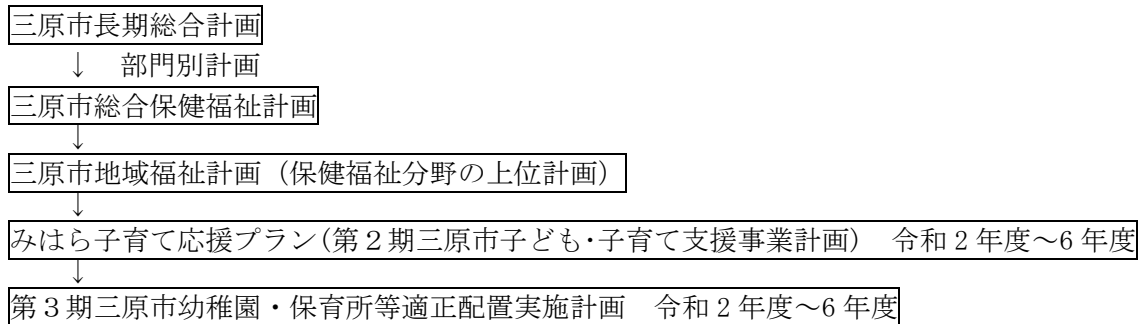 三原市長期総合計画
↓　部門別計画
三原市総合保健福祉計画
↓
三原市地域福祉計画（保健福祉分野の上位計画）
↓
みはら子育て応援プラン(第２期三原市子ども・子育て支援事業計画)　令和 2 年度～6 年度
↓
第３期三原市幼稚園・保育所等適正配置実施計画　令和 2 年度～6 年度